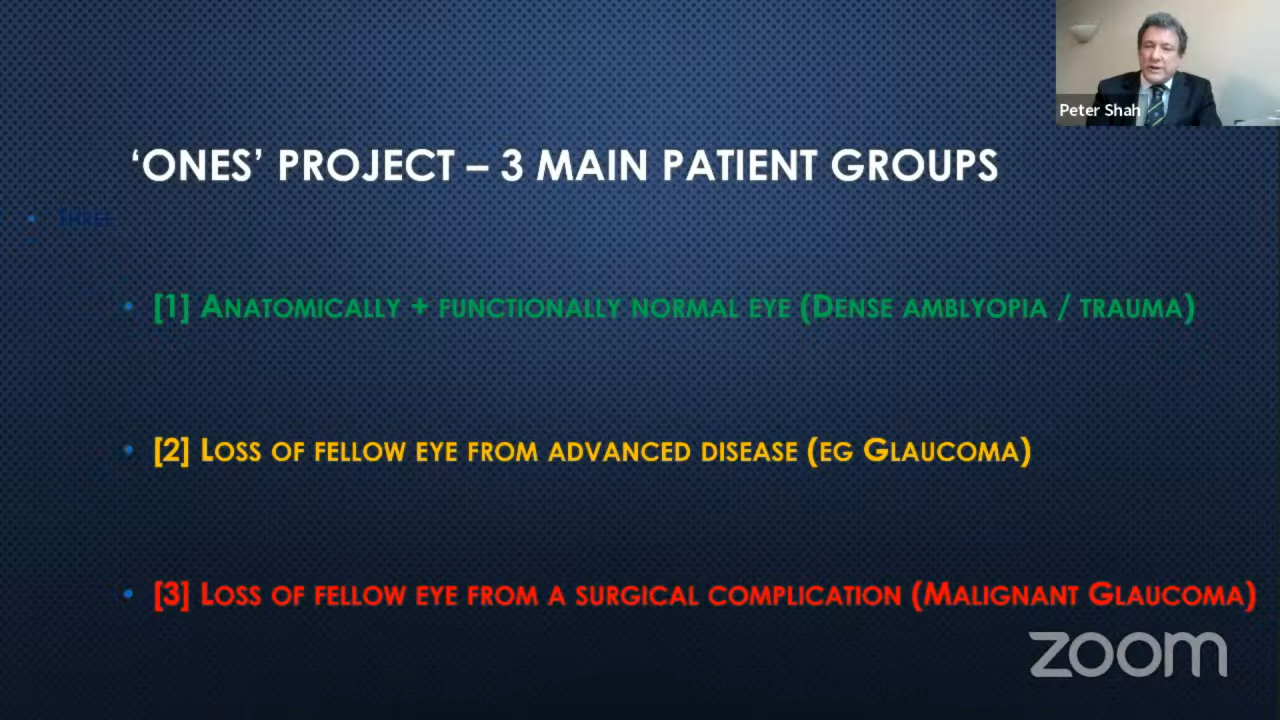 Peter Shah
‘ONES’ PROJECT – 3 MAIN PATIENT GROUPS
• THREE
• [1] ANATOMICALLY + FUNCTIONALLY NORMAL EYE (DENSE AMBLYOPIA / TRAUMA)
• [2] LOSS OF FELLOW EYE FROM ADVANCED DISEASE (EG GLAUCOMA)
• [3] LOSS OF FELLOW EYE FROM A SURGICAL COMPLICATION (MALIGNANT GLAUCOMA)
zoom